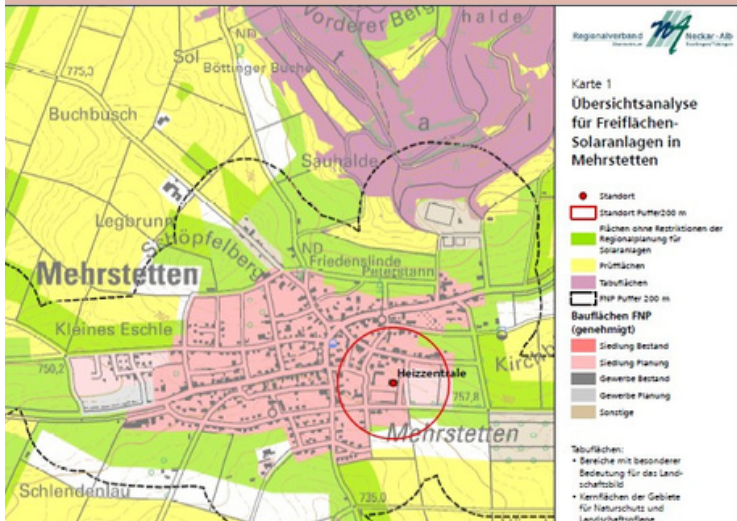 Vorderer Berg
halde
ND
Sol
775,3
Böttinger Buche
Buchbusch
a
l
Sauhalde
Legbrunn
Schöpfelberg
ND
Friedenslinde
Mehrstetten
Peterstann
Kleines Eschle
750,2
Heizzentrale
757,8
Mehrstetten
Schlendenlau
735,0
Regionalverband
Neckar-Alb
Karte 1
Übersichtsanalyse
für Freiflächen-
Solaranlagen in
Mehrstetten
Standort
Standort Puffer200 m
Flächen ohne Restriktionen der
Regionalplanung für
Solaranlagen
Prüfflächen
Tabuflächen
FNP Puffer 200 m
Bauflächen FNP
(genehmigt)
Siedlung Bestand
Siedlung Planung
Gewerbe Bestand
Gewerbe Planung
Sonstige
Tabuflächen:
• Bereiche mit besonderer
Bedeutung für das Land-
schaftsbild
• Kernflächen der Gebiete
für Naturschutz und
Landschaftspflege